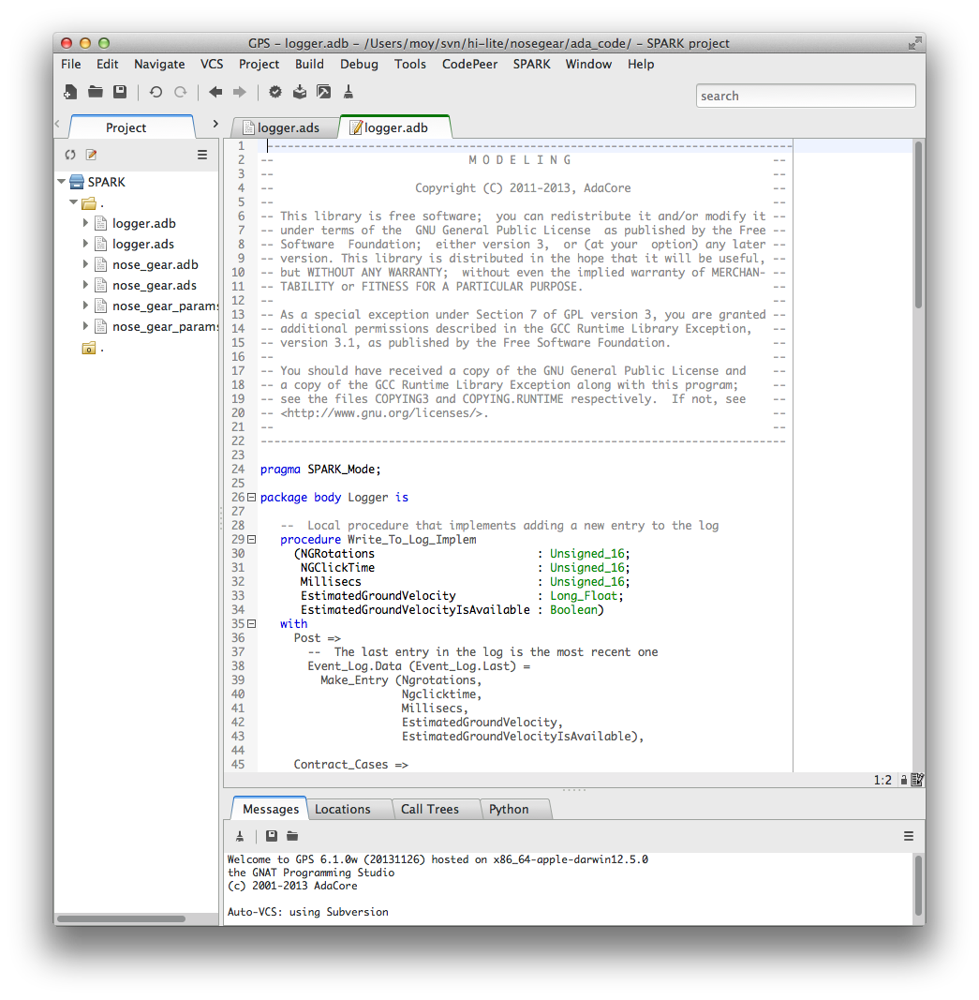 GPS - logger.adb - /Users/moy/svn/hi-lite/nosegear/ada_code/ - SPARK project
File Edit Navigate VCS Project Build Debug Tools CodePeer SPARK Window Help
search
Project
logger.ads
logger.adb
SPARK
.
logger.adb
logger.ads
nose_gear.adb
nose_gear.ads
nose_gear_params
nose_gear_params
.
1 ------------------------------------------------------------------------------
2 --                             M O D E L I N G                              --
3 --                                                                          --
4 --                     Copyright (C) 2011-2013, AdaCore                     --
5 --                                                                          --
6 -- This library is free software;  you can redistribute it and/or modify it --
7 -- under terms of the  GNU General Public License  as published by the Free --
8 -- Software  Foundation;  either version 3,  or (at your  option) any later --
9 -- version. This library is distributed in the hope that it will be useful, --
10 -- but WITHOUT ANY WARRANTY;  without even the implied warranty of MERCHAN- --
11 -- TABILITY or FITNESS FOR A PARTICULAR PURPOSE.                            --
12 --                                                                          --
13 -- As a special exception under Section 7 of GPL version 3, you are granted --
14 -- additional permissions described in the GCC Runtime Library Exception,   --
15 -- version 3.1, as published by the Free Software Foundation.               --
16 --                                                                          --
17 -- You should have received a copy of the GNU General Public License and    --
18 -- a copy of the GCC Runtime Library Exception along with this program;     --
19 -- see the files COPYING3 and COPYING.RUNTIME respectively.  If not, see    --
20 -- <http://www.gnu.org/licenses/>.                                          --
21 --                                                                          --
22 ------------------------------------------------------------------------------
23
24 pragma SPARK_Mode;
25
26 package body Logger is
27
28    --  Local procedure that implements adding a new entry to the log
29    procedure Write_To_Log_Implem
30      (NGRotations                        : Unsigned_16;
31       NGClickTime                        : Unsigned_16;
32       Millisecs                          : Unsigned_16;
33       EstimatedGroundVelocity            : Long_Float;
34       EstimatedGroundVelocityIsAvailable : Boolean)
35    with
36      Post =>
37        --  The last entry in the log is the most recent one
38        Event_Log.Data (Event_Log.Last) =
39          Make_Entry (Ngrotations,
40                      Ngclicktime,
41                      Millisecs,
42                      EstimatedGroundVelocity,
43                      EstimatedGroundVelocityIsAvailable),
44
45      Contract_Cases =>
1:2
Messages Locations Call Trees Python
Welcome to GPS 6.1.0w (20131126) hosted on x86_64-apple-darwin12.5.0
the GNAT Programming Studio
(c) 2001-2013 AdaCore
Auto-VCS: using Subversion